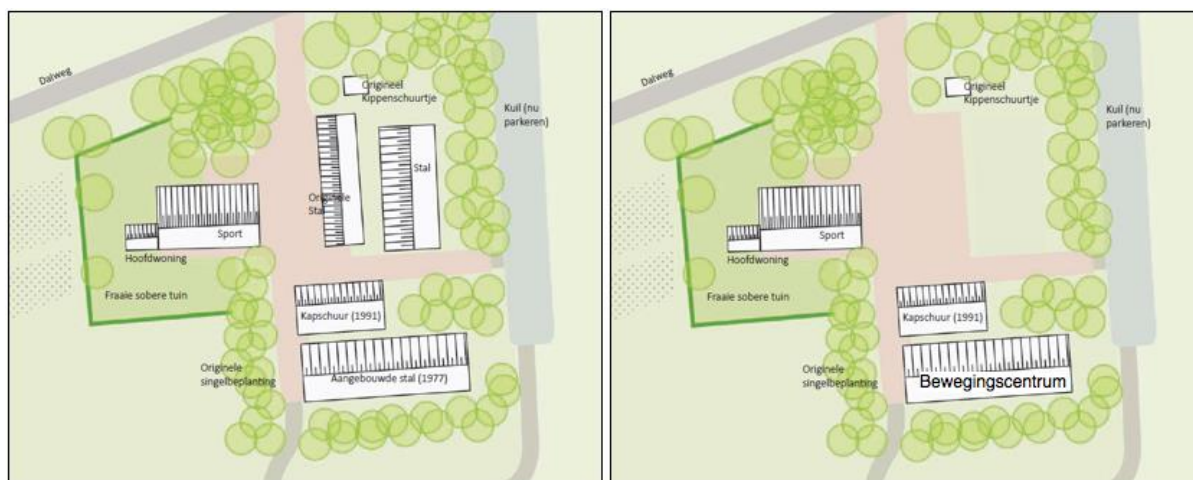 Dalweg
Origineel
Kippenschuurtje
Kuil (nu
parkeren)
Stal
Originele
Stal
Sport
Hoofdwoning
Fraaie sobere tuin
Kapschuur (1991)
Originele
singelbeplanting
Aangebouwde stal (1977)
Dalweg
Origineel
Kippenschuurtje
Kuil (nu
parkeren)
Sport
Hoofdwoning
Fraaie sobere tuin
Kapschuur (1991)
Originele
singelbeplanting
Bewegingscentrum